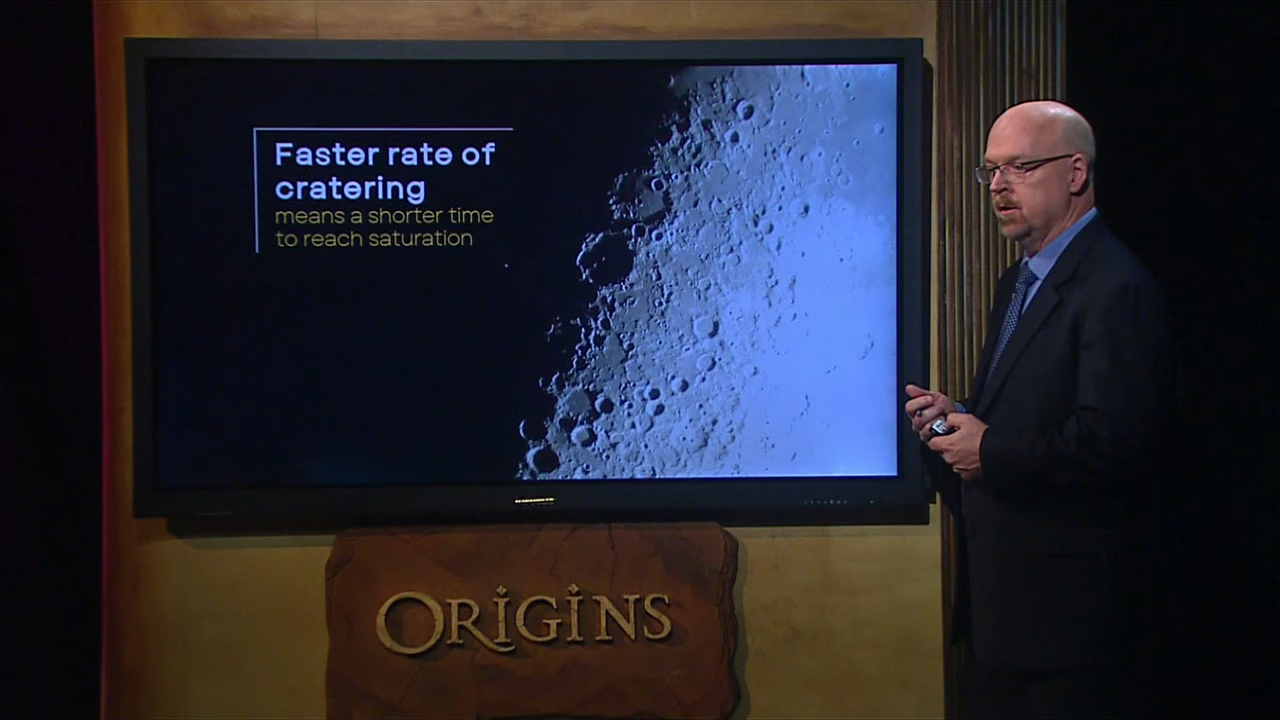 Faster rate of
cratering
means a shorter time
to reach saturation
ORiGiNS